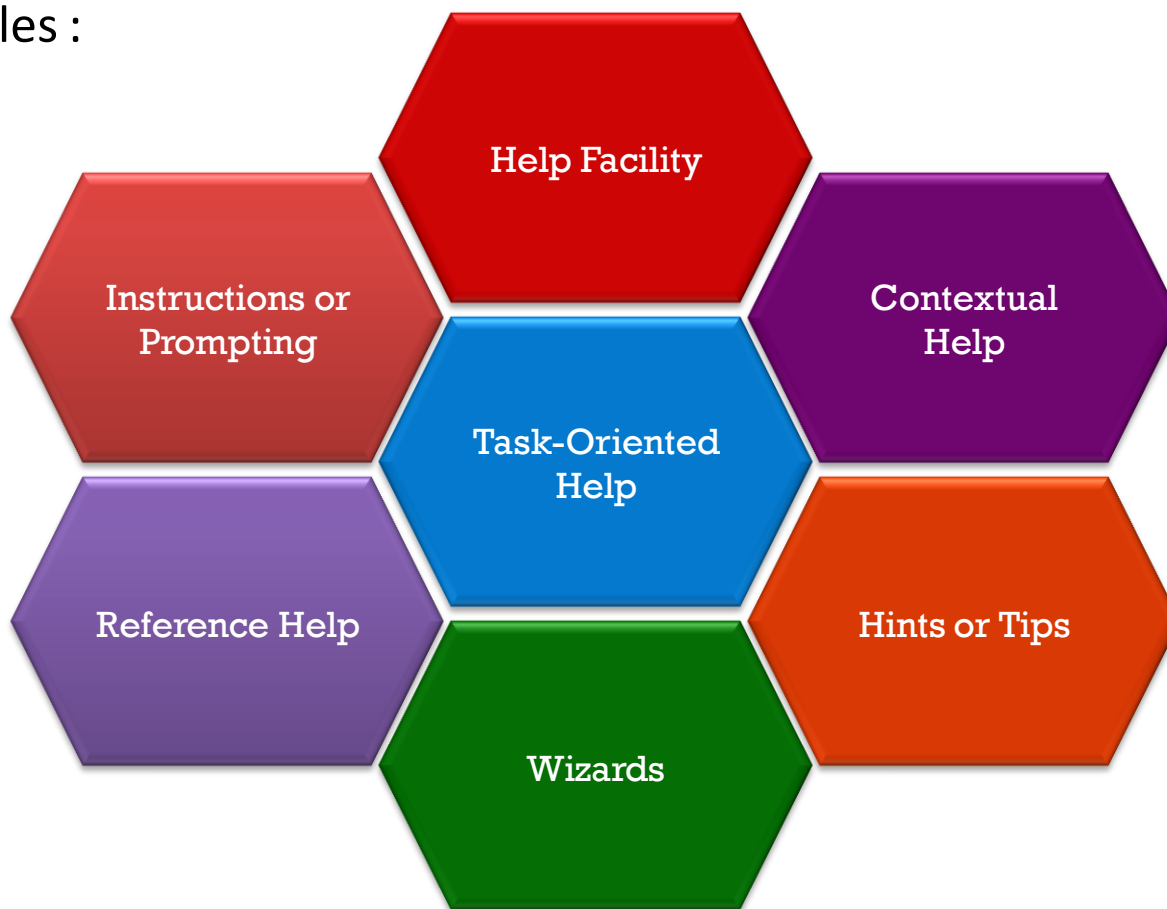 les :
Help Facility
Instructions or
Prompting
Contextual
Help
Task-Oriented
Help
Reference Help
Hints or Tips
Wizards